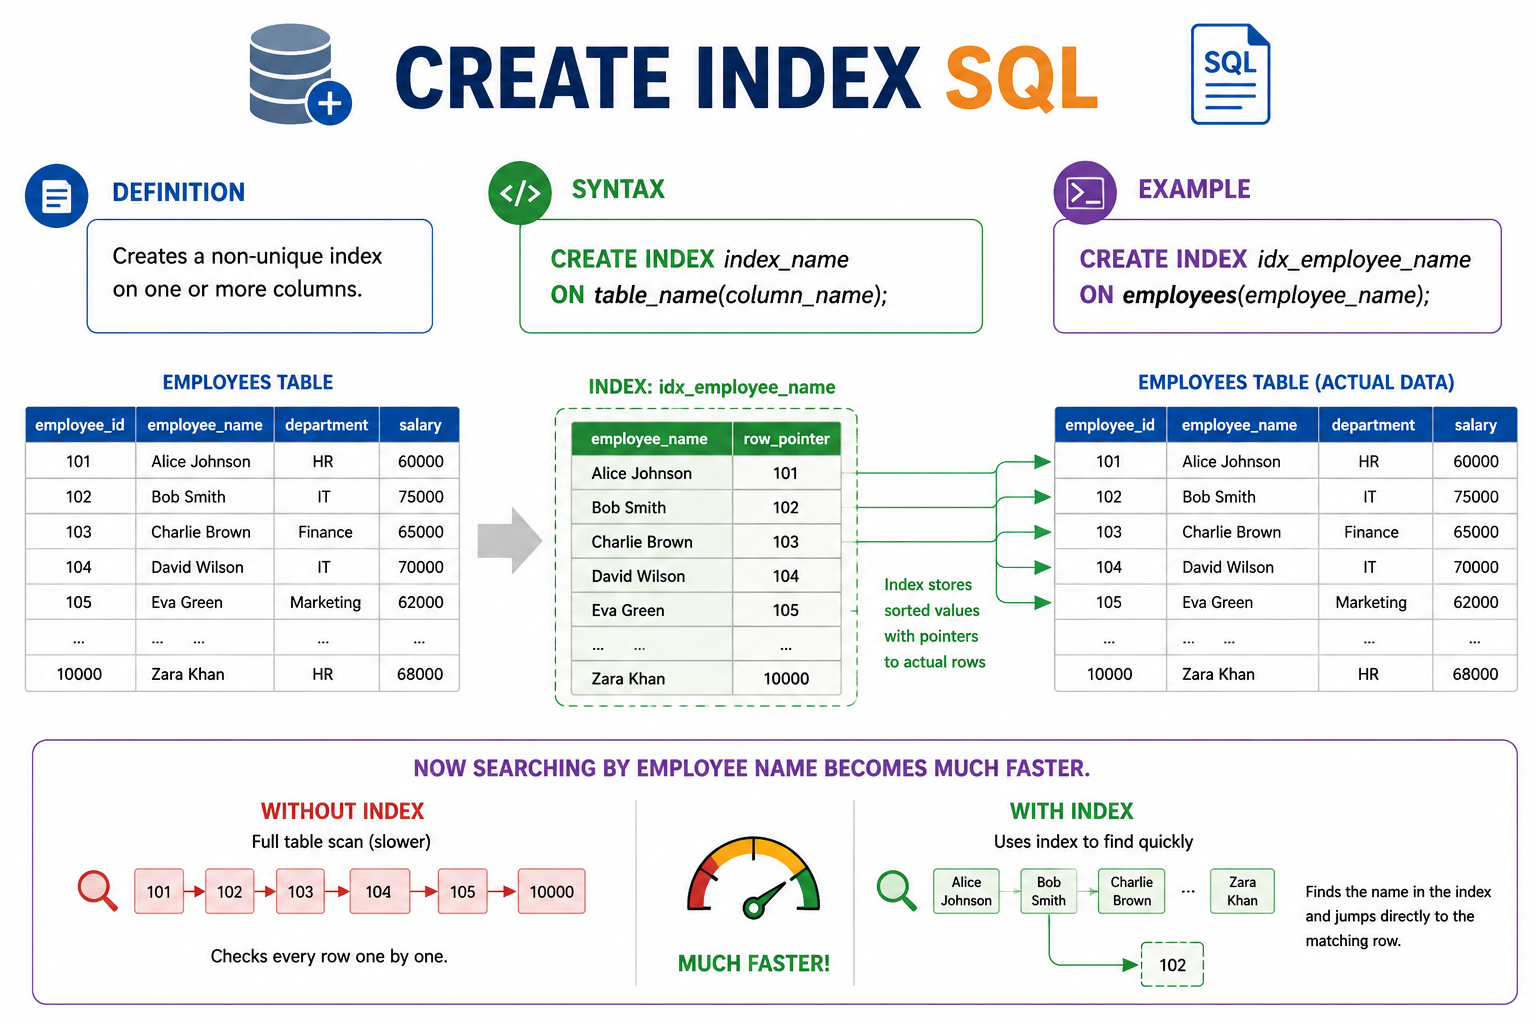 CREATE INDEX SQL
SQL
DEFINITION
Creates a non-unique index
on one or more columns.
SYNTAX
CREATE INDEX index_name
ON table_name(column_name);
EXAMPLE
CREATE INDEX idx_employee_name
ON employees(employee_name);
EMPLOYEES TABLE
employee_id employee_name department salary
101 Alice Johnson HR 60000
102 Bob Smith IT 75000
103 Charlie Brown Finance 65000
104 David Wilson IT 70000
105 Eva Green Marketing 62000
... ... ... ... ...
10000 Zara Khan HR 68000
INDEX: idx_employee_name
employee_name row_pointer
Alice Johnson 101
Bob Smith 102
Charlie Brown 103
David Wilson 104
Eva Green 105
... ... ...
Zara Khan 10000
Index stores
sorted values
with pointers
to actual rows
EMPLOYEES TABLE (ACTUAL DATA)
employee_id employee_name department salary
101 Alice Johnson HR 60000
102 Bob Smith IT 75000
103 Charlie Brown Finance 65000
104 David Wilson IT 70000
105 Eva Green Marketing 62000
... ... ... ... ...
10000 Zara Khan HR 68000
NOW SEARCHING BY EMPLOYEE NAME BECOMES MUCH FASTER.
WITHOUT INDEX
Full table scan (slower)
101 102 103 104 105 10000
Checks every row one by one.
MUCH FASTER!
WITH INDEX
Uses index to find quickly
Alice
Johnson
Bob
Smith
Charlie
Brown
...
Zara
Khan
102
Finds the name in the index
and jumps directly to the
matching row.